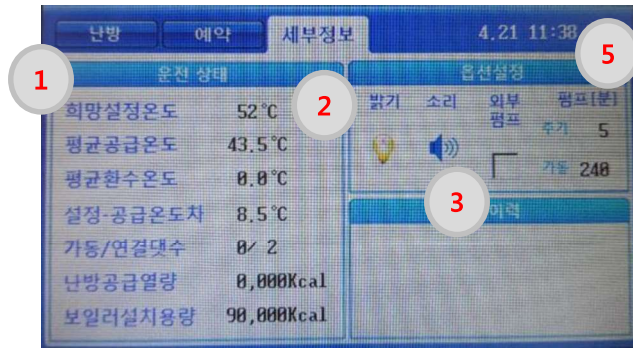 난방 예약 세부정보 4.21 11:38
5
1 운전 상태 옵션설정
희망설정온도 52℃
2
평균공급온도 43.5℃
평균환수온도 0.0℃
설정-공급온도차 8.5℃
가동/연결댓수 0/ 2
난방공급열량 0,000Kcal
보일러설치용량 90,000Kcal
밝기 소리 외부 펌프 펌프[분]
주기 5
가동 240
3 이력